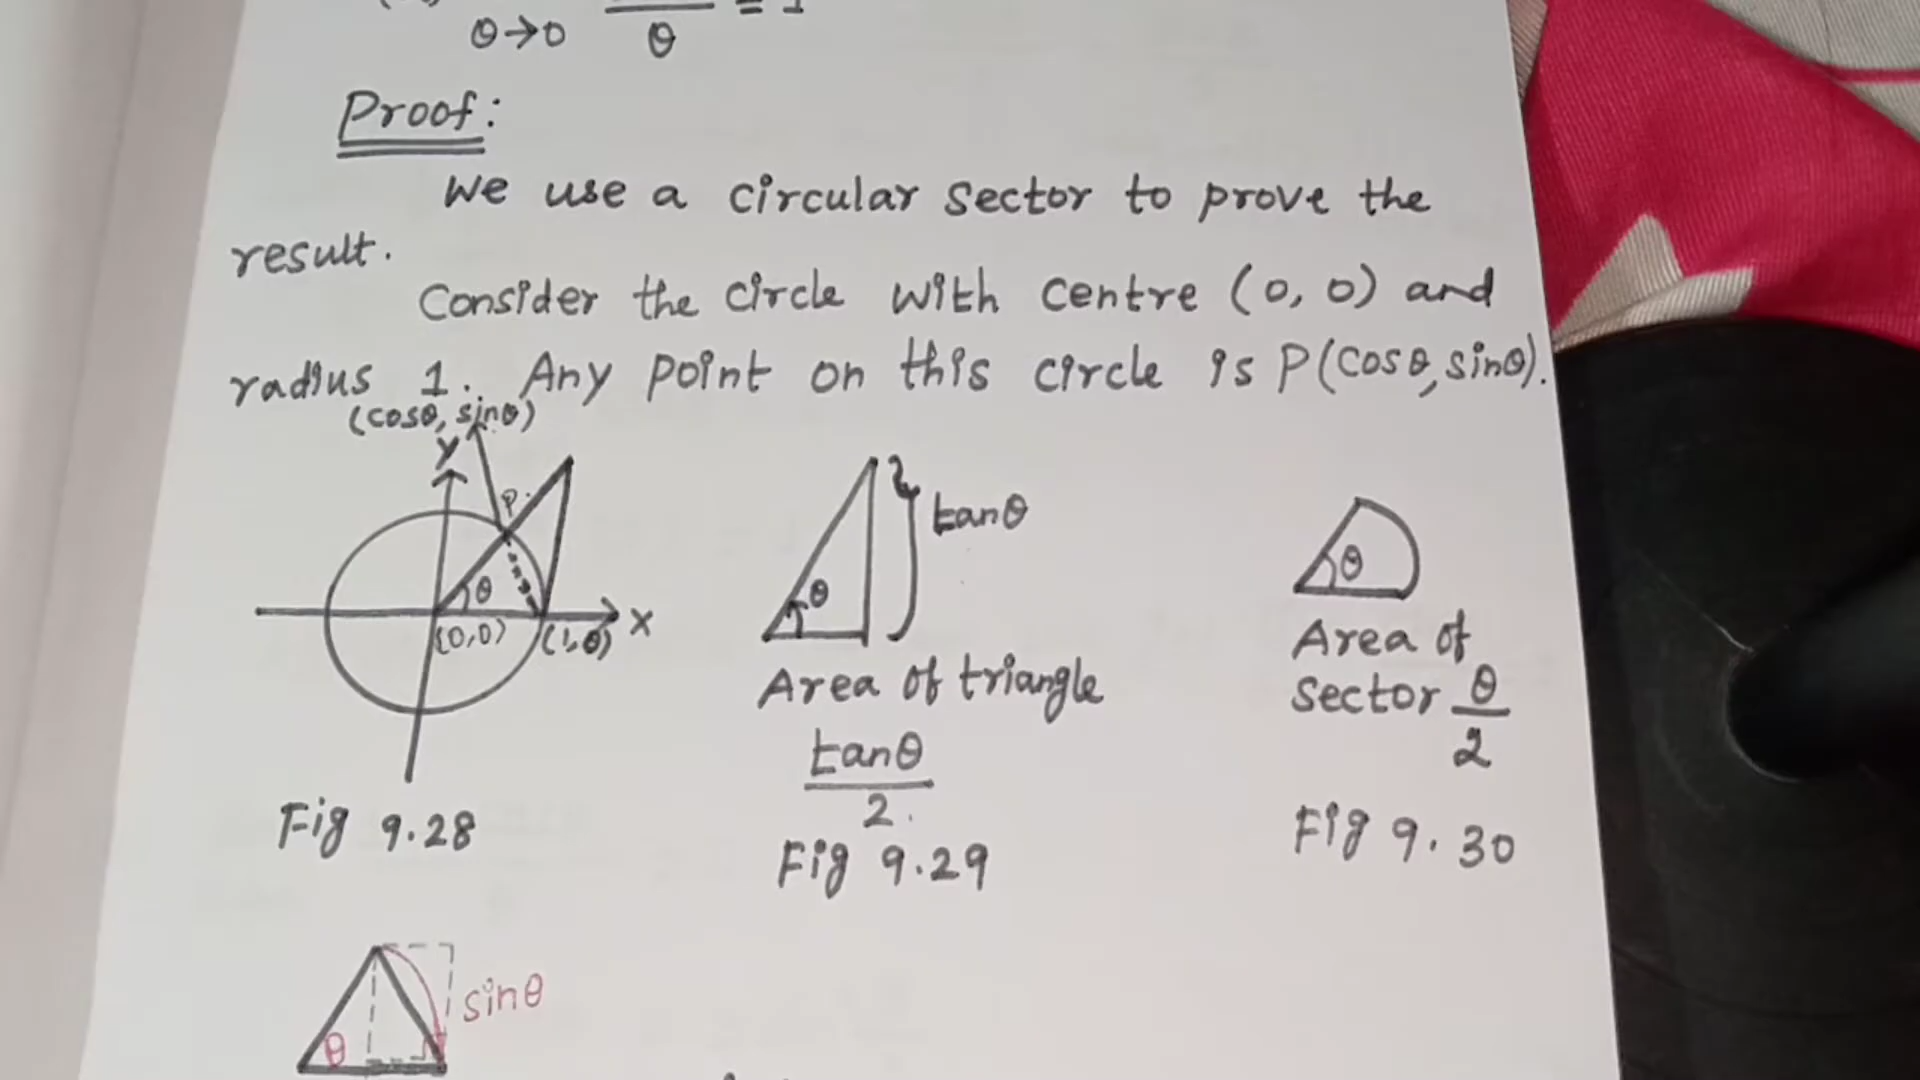 θ→0 θ = 1
Proof:
We use a circular sector to prove the
result.
Consider the circle with centre (0, 0) and
radius 1. Any point on this circle is P(cosθ, sinθ).
(cosθ, sinθ)
Y
P
θ
X
(0,0) (1,0)
Fig 9.28
θ
tanθ
Area of triangle
tanθ
2.
Fig 9.29
θ
Area of
sector θ
2
Fig 9.30
sinθ
θ